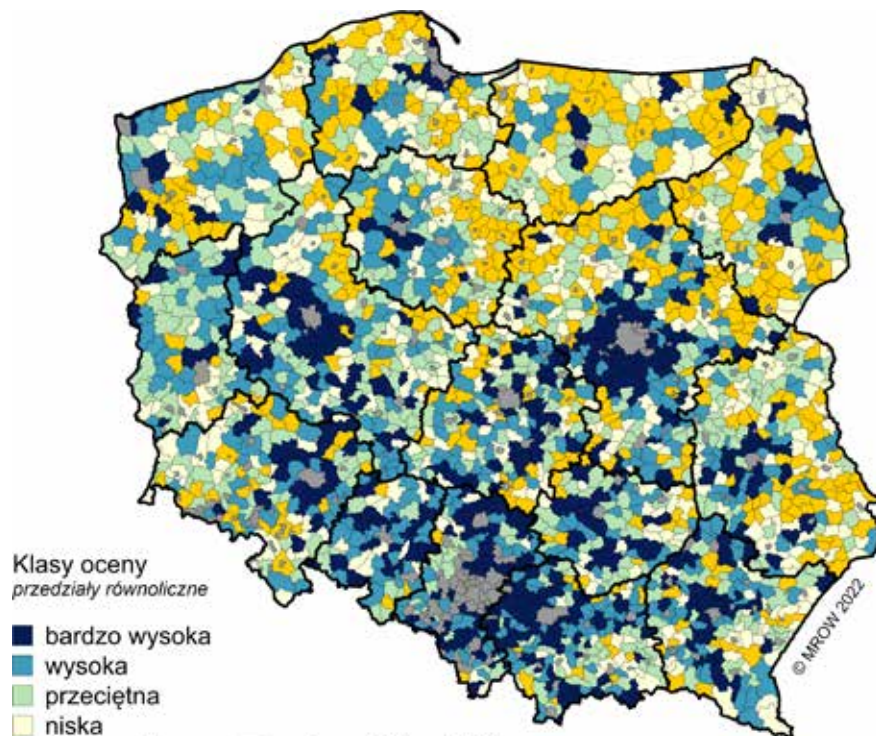 Klasy oceny
przedziały równoliczne
bardzo wysoka
wysoka
przeciętna
niska
© MROW 2022